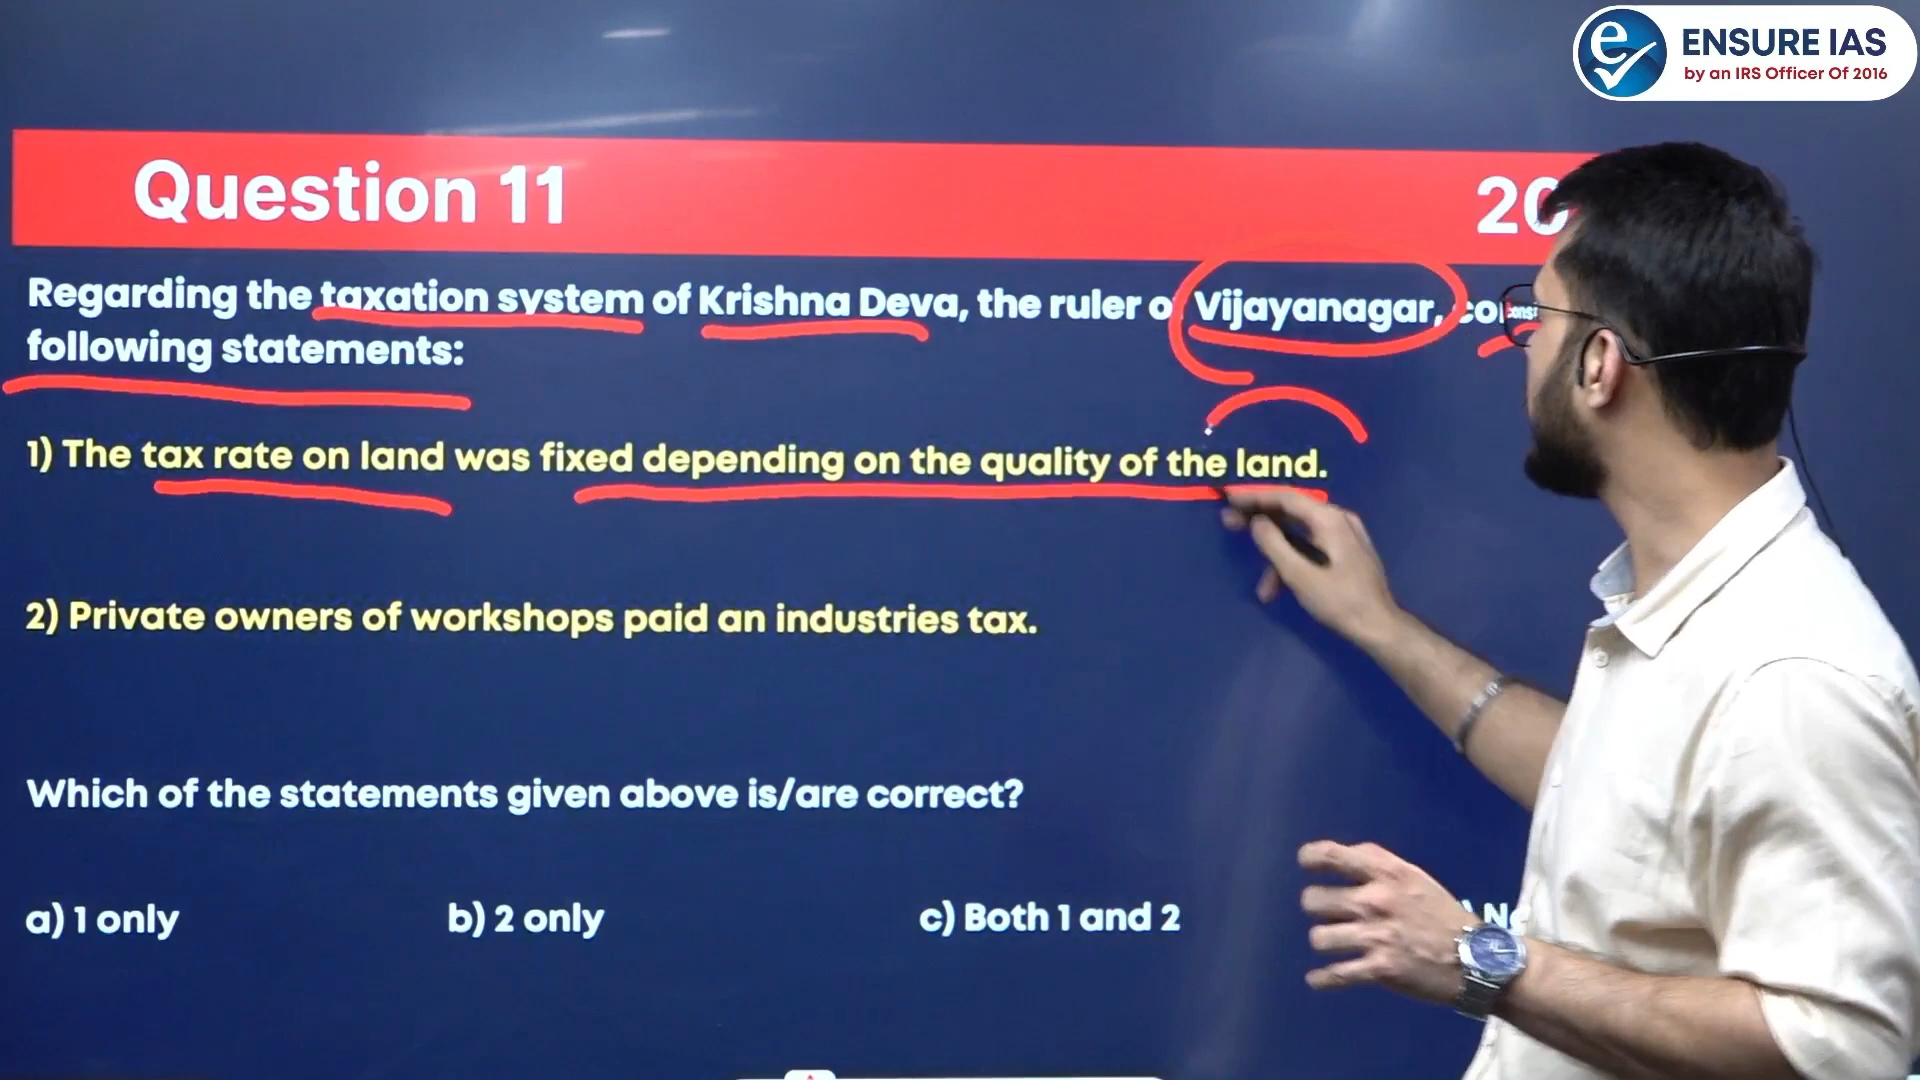 ENSURE IAS
by an IRS Officer Of 2016
Question 11
Regarding the taxation system of Krishna Deva, the ruler of Vijayanagar,
following statements:
1) The tax rate on land was fixed depending on the quality of the land.
2) Private owners of workshops paid an industries tax.
Which of the statements given above is/are correct?
a) 1 only b) 2 only c) Both 1 and 2